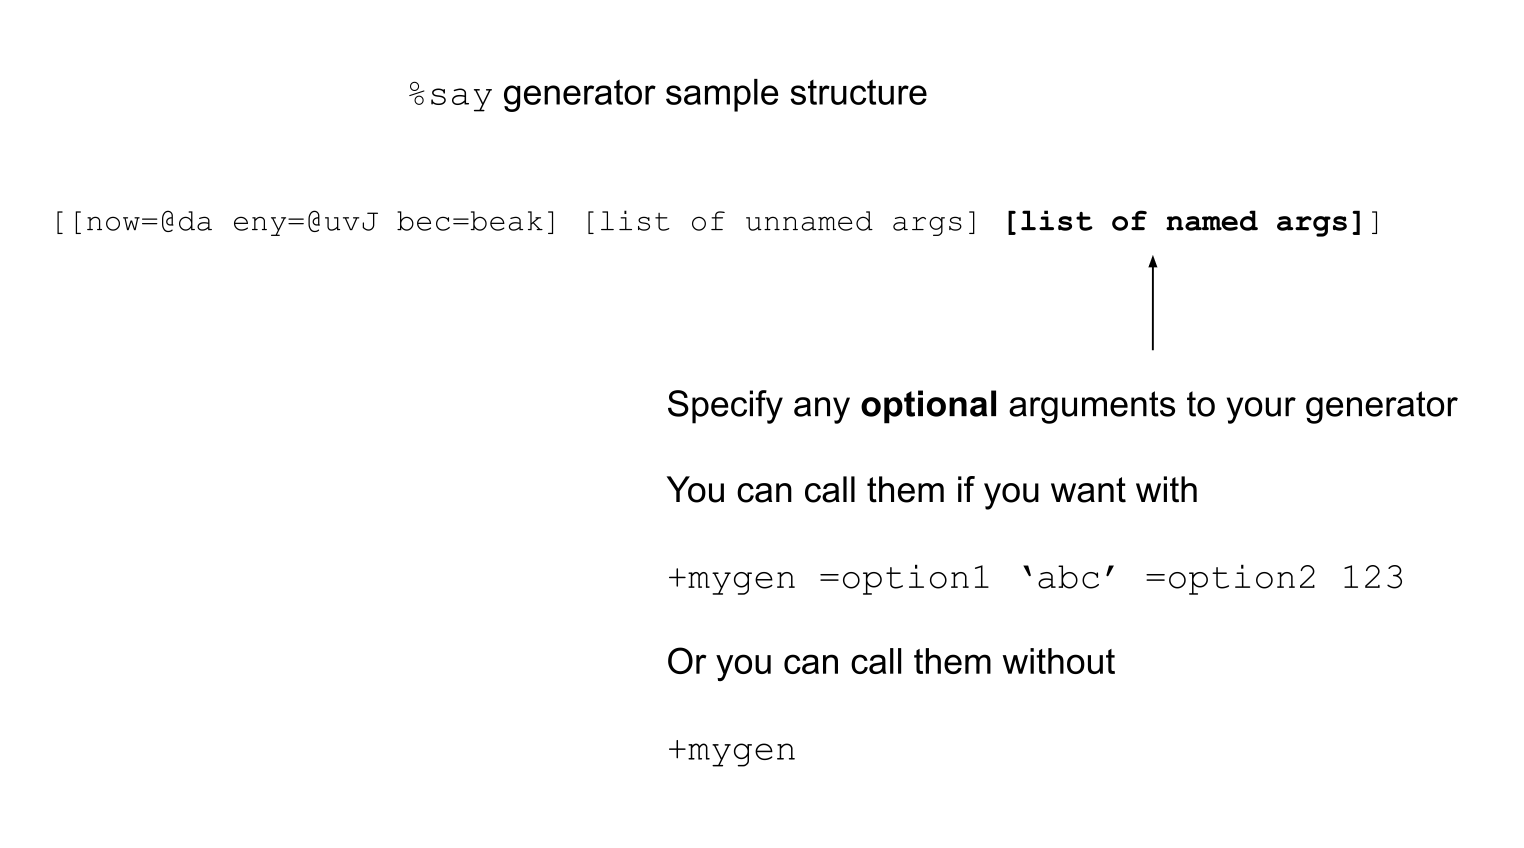 %say generator sample structure
[[now=@da eny=@uvJ bec=beak] [list of unnamed args] [list of named args]]
Specify any optional arguments to your generator
You can call them if you want with
+mygen =option1 ‘abc’ =option2 123
Or you can call them without
+mygen